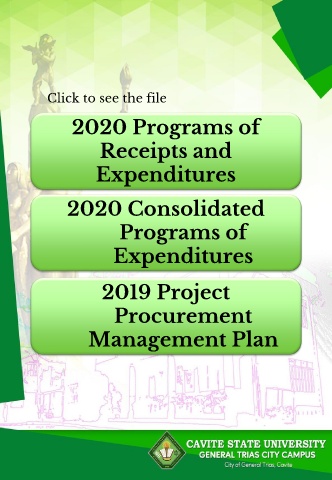 Click to see the file
2020 Programs of
Receipts and
Expenditures
2020 Consolidated
Programs of
Expenditures
2019 Project
Procurement
Management Plan
CAVITE STATE UNIVERSITY
GENERAL TRIAS CITY CAMPUS
City of General Trias, Cavite